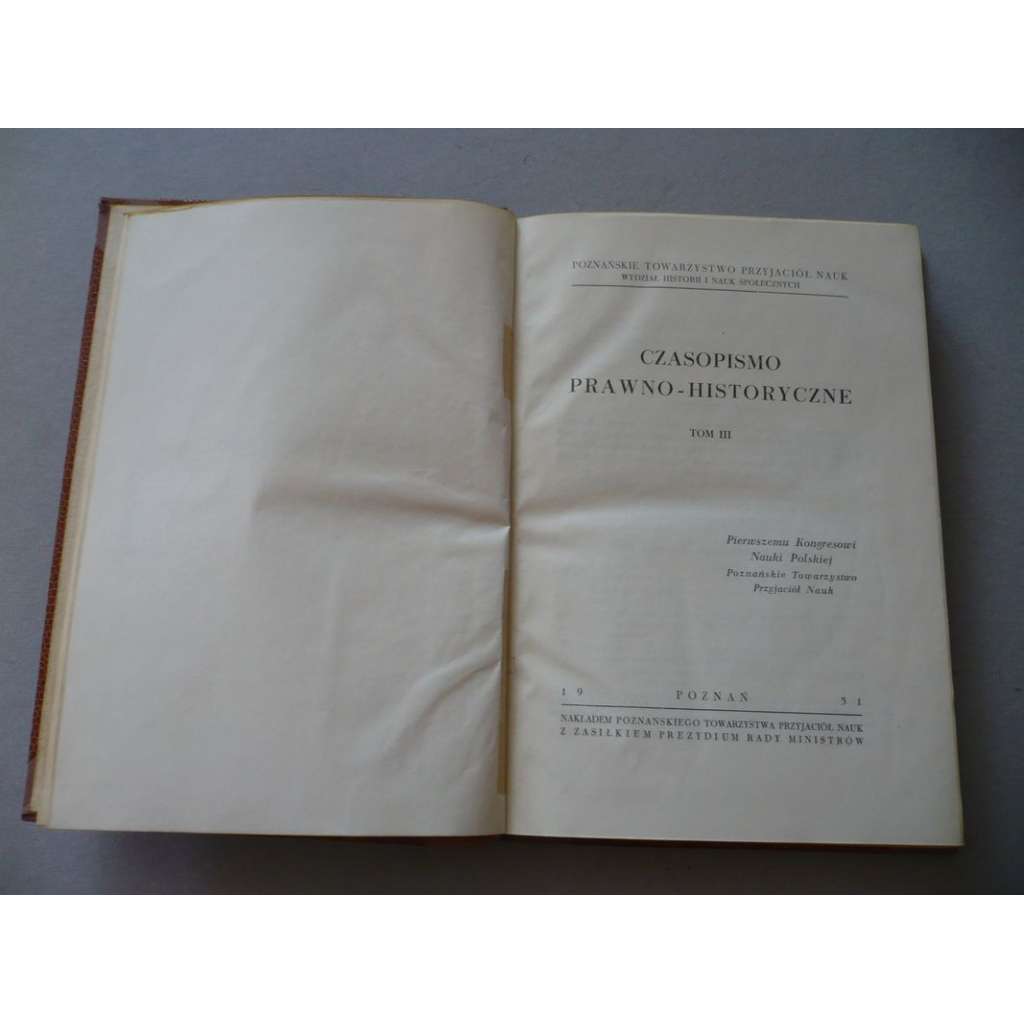 POZNAŃSKIE TOWARZYSTWO PRZYJACIÓŁ NAUK
WYDZIAŁ HISTORII I NAUK SPOŁECZNYCH
CZASOPISMO
PRAWNO-HISTORYCZNE
TOM III
Pierwszemu Kongresowi
Nauki Polskiej
Poznańskie Towarzystwo
Przyjaciół Nauk
19 POZNAŃ 51
NAKŁADEM POZNAŃSKIEGO TOWARZYSTWA PRZYJACIÓŁ NAUK
Z ZASIŁKIEM PREZYDIUM RADY MINISTRÓW